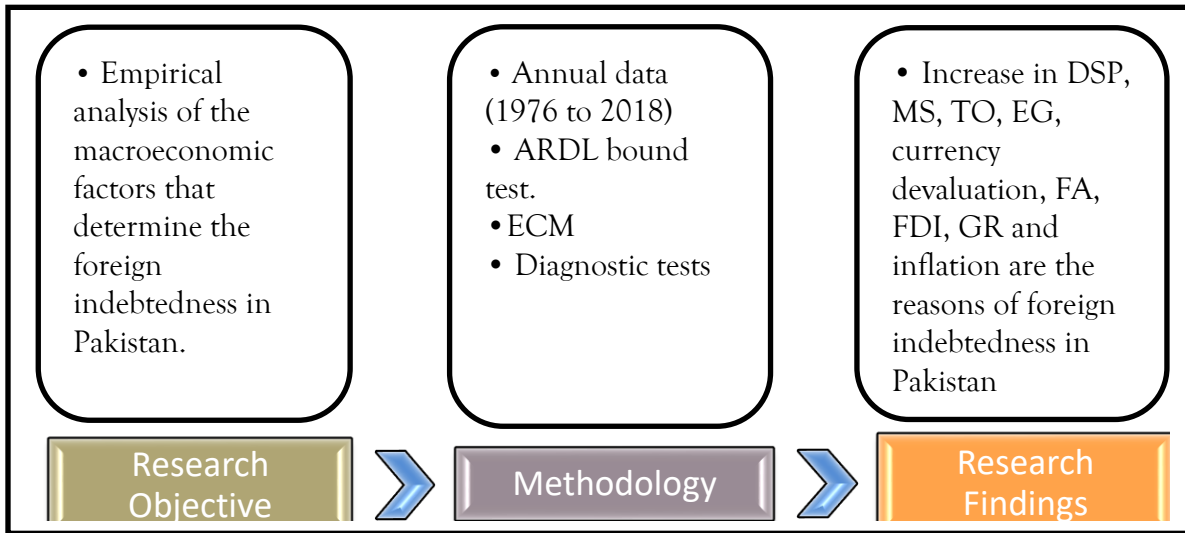 • Empirical
analysis of the
macroeconomic
factors that
determine the
foreign
indebtedness in
Pakistan.
Research
Objective
• Annual data
(1976 to 2018)
• ARDL bound
test.
•ECM
• Diagnostic tests
Methodology
• Increase in DSP,
MS, TO, EG,
currency
devaluation, FA,
FDI, GR and
inflation are the
reasons of foreign
indebtedness in
Pakistan
Research
Findings